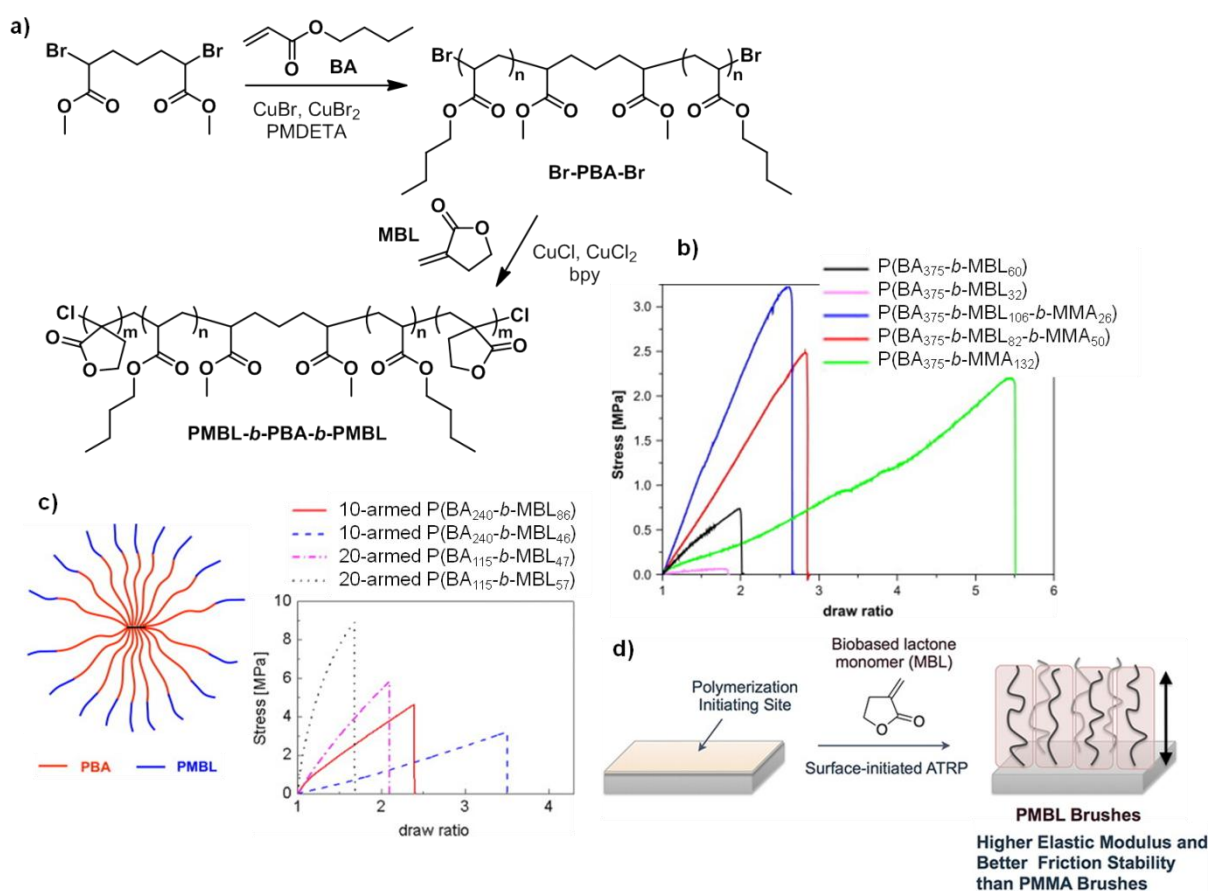 a)
Br
Br
O
O
O
O
O
O
BA
CuBr, CuBr2
PMDETA
Br
n
n
Br
O
O
O
O
O
O
O
O
Br-PBA-Br
MBL
O
O
CuCl, CuCl2
bpy
Cl
m
n
n
m
Cl
O
O
O
O
O
O
O
O
O
O
O
O
PMBL-b-PBA-b-PMBL
b)
P(BA375-b-MBL60)
P(BA375-b-MBL32)
P(BA375-b-MBL106-b-MMA26)
P(BA375-b-MBL82-b-MMA50)
P(BA375-b-MMA132)
Stress [MPa]
3.0
2.5
2.0
1.5
1.0
0.5
0.0
1 2 3 4 5 6
draw ratio
c)
PBA
PMBL
10-armed P(BA240-b-MBL86)
10-armed P(BA240-b-MBL46)
20-armed P(BA115-b-MBL47)
20-armed P(BA115-b-MBL57)
Stress [MPa]
10
8
6
4
2
0
1 2 3 4
draw ratio
d)
Polymerization
Initiating Site
Biobased lactone
monomer (MBL)
O
O
Surface-initiated ATRP
PMBL Brushes
Higher Elastic Modulus and
Better Friction Stability
than PMMA Brushes